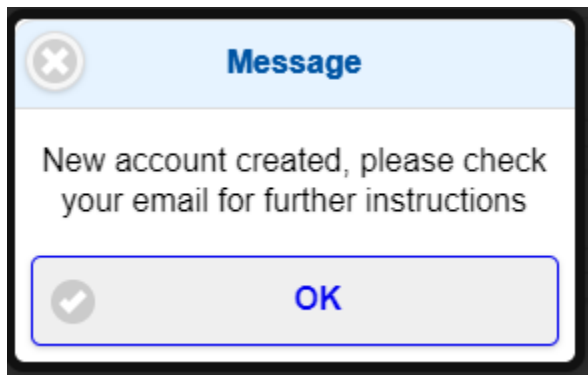 Message
New account created, please check
your email for further instructions
OK